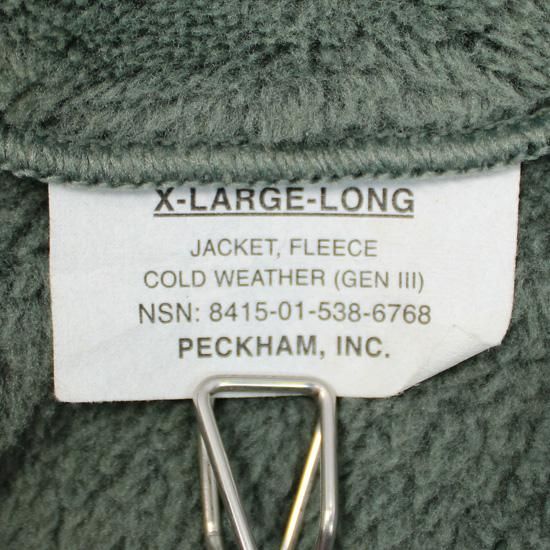 X-LARGE-LONG
JACKET, FLEECE
COLD WEATHER (GEN III)
NSN: 8415-01-538-6768
PECKHAM, INC.